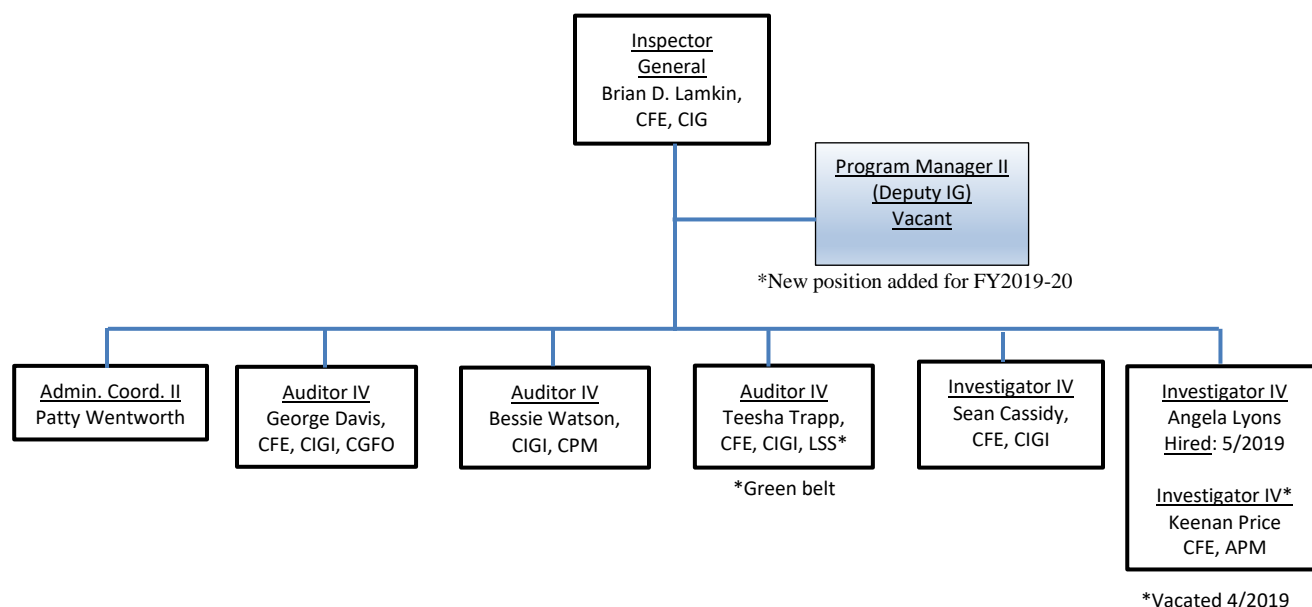 Inspector
General
Brian D. Lamkin,
CFE, CIG
Program Manager II
(Deputy IG)
Vacant
*New position added for FY2019-20
Admin. Coord. II
Patty Wentworth
Auditor IV
George Davis,
CFE, CIGI, CGFO
Auditor IV
Bessie Watson,
CIGI, CPM
Auditor IV
Teesha Trapp,
CFE, CIGI, LSS*
*Green belt
Investigator IV
Sean Cassidy,
CFE, CIGI
Investigator IV
Angela Lyons
Hired: 5/2019
Investigator IV*
Keenan Price
CFE, APM
*Vacated 4/2019